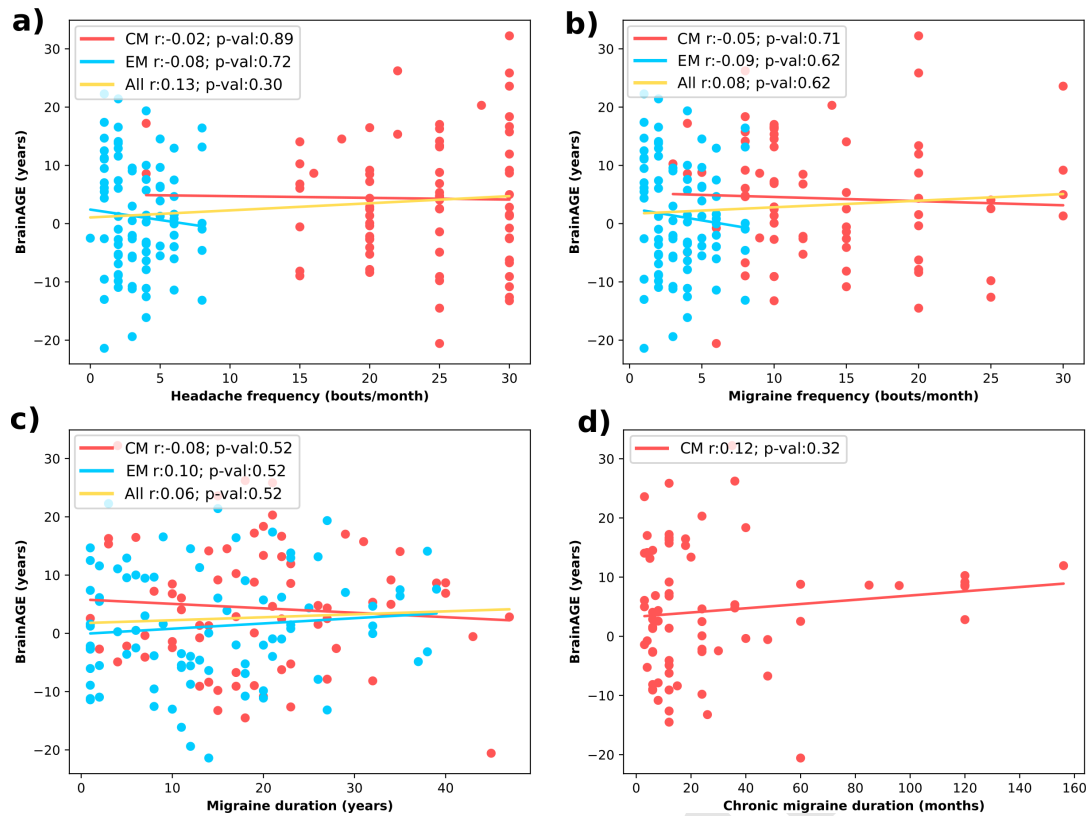 a)
CM r:-0.02; p-val:0.89
EM r:-0.08; p-val:0.72
All r:0.13; p-val:0.30
BrainAGE (years)
30
20
10
0
−10
−20
0 5 10 15 20 25 30
Headache frequency (bouts/month)
b)
CM r:-0.05; p-val:0.71
EM r:-0.09; p-val:0.62
All r:0.08; p-val:0.62
BrainAGE (years)
30
20
10
0
−10
−20
0 5 10 15 20 25 30
Migraine frequency (bouts/month)
c)
CM r:-0.08; p-val:0.52
EM r:0.10; p-val:0.52
All r:0.06; p-val:0.52
BrainAGE (years)
30
20
10
0
−10
−20
0 10 20 30 40
Migraine duration (years)
d)
CM r:0.12; p-val:0.32
BrainAGE (years)
30
20
10
0
−10
−20
0 20 40 60 80 100 120 140 160
Chronic migraine duration (months)